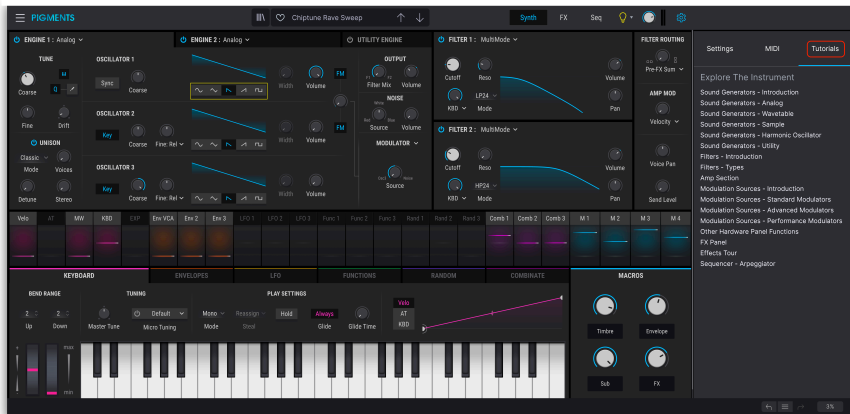 PIGMENTS
Chiptune Rave Sweep
Synth FX Seq
ENGINE 1 : Analog
ENGINE 2 : Analog
UTILITY ENGINE
FILTER 1 : MultiMode
FILTER ROUTING
Settings MIDI Tutorials
TUNE
M
Coarse
Fine Drift
UNISON
Classic
Mode Voices
Detune Stereo
OSCILLATOR 1
Sync Coarse
Width Volume
FM
OSCILLATOR 2
Key Coarse Fine: Rel
Width Volume
FM
OSCILLATOR 3
Key Coarse Fine: Rel
Width Volume
OUTPUT
Filter Mix Volume
NOISE
Source Volume
MODULATOR
Source
Cutoff Reso Volume
LP24
KBD Mode Pan
FILTER 2 : MultiMode
Cutoff Reso Volume
HP24
KBD Mode Pan
Pre-FX Sum
AMP MOD
Velocity
Voice Pan
Send Level
Explore The Instrument
Sound Generators - Introduction
Sound Generators - Analog
Sound Generators - Wavetable
Sound Generators - Sample
Sound Generators - Harmonic Oscillator
Sound Generators - Utility
Filters - Introduction
Filters - Types
Amp Section
Modulation Sources - Introduction
Modulation Sources - Standard Modulators
Modulation Sources - Advanced Modulators
Modulation Sources - Performance Modulators
Other Hardware Panel Functions
FX Panel
Effects Tour
Sequencer - Arpeggiator
Velo AT MW KBD EXP Env VCA Env 2 Env 3 LFO 1 LFO 2 LFO 3 Func 1 Func 2 Func 3 Rand 1 Rand 2 Rand 3 Comb 1 Comb 2 Comb 3 M 1 M 2 M 3 M 4
KEYBOARD ENVELOPES LFO FUNCTIONS RANDOM COMBINATE MACROS
BEND RANGE
2 2
Up Down
TUNING
Default
Master Tune Micro Tuning
PLAY SETTINGS
Mono Reassign Hold Always
Mode Steal Glide Glide Time
Velo
AT
KBD
Timbre Envelope
Sub FX
max
min
3%